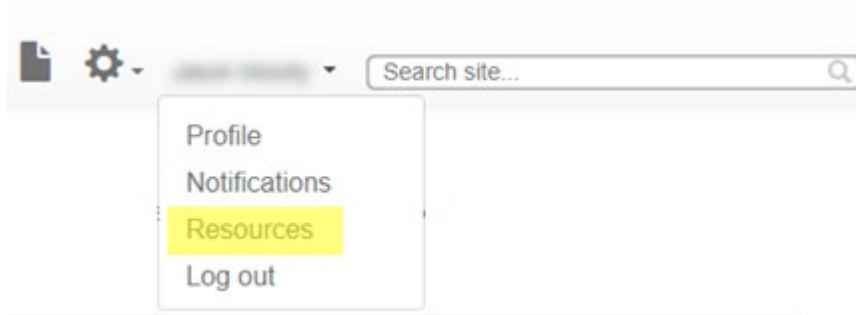 Search site...
Profile
Notifications
Resources
Log out